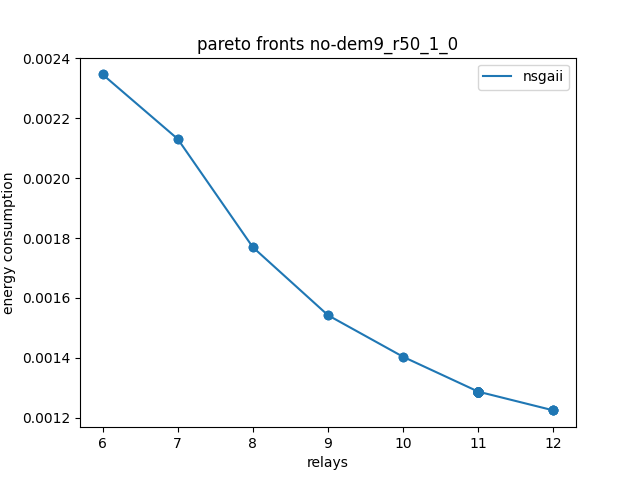 pareto fronts no-dem9_r50_1_0
nsgaii
0.0024
0.0022
0.0020
0.0018
0.0016
0.0014
0.0012
energy consumption
6 7 8 9 10 11 12
relays